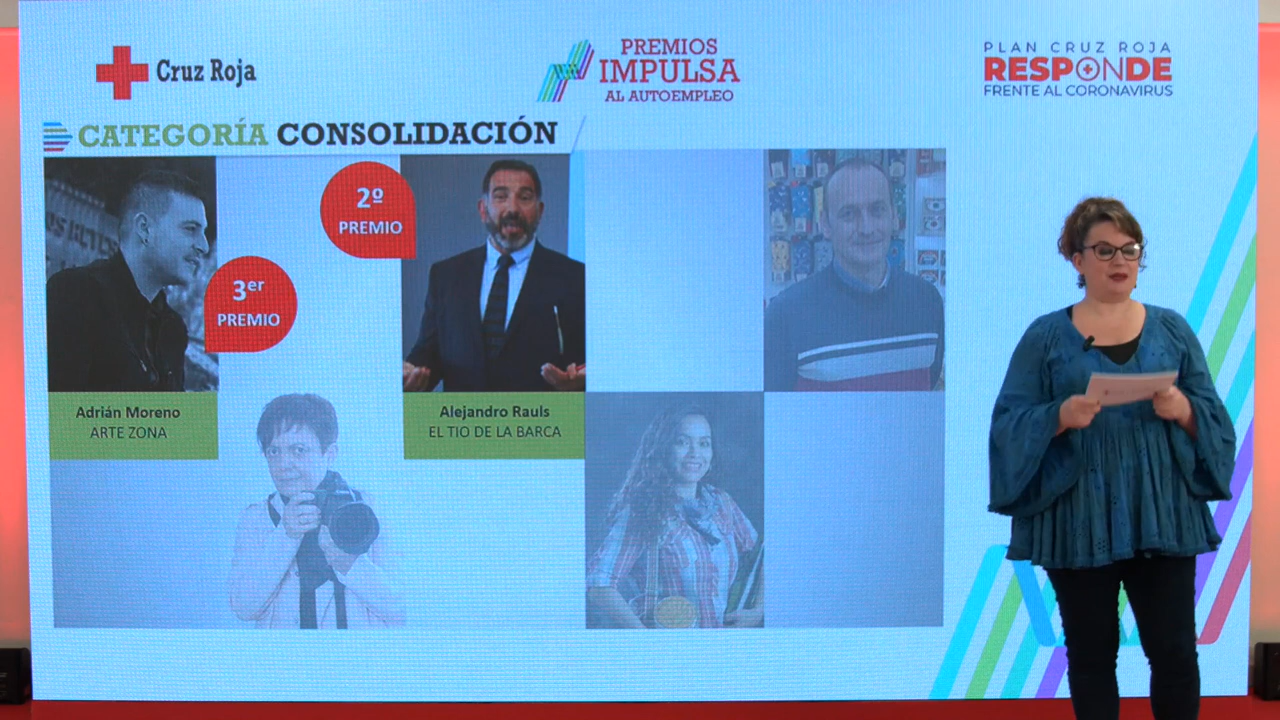 Cruz Roja
PREMIOS
IMPULSA
AL AUTOEMPLEO
PLAN CRUZ ROJA
RESPONDE
FRENTE AL CORONAVIRUS
CATEGORÍA CONSOLIDACIÓN
2º
PREMIO
3er
PREMIO
Adrián Moreno
ARTE ZONA
Alejandro Rauls
EL TIO DE LA BARCA